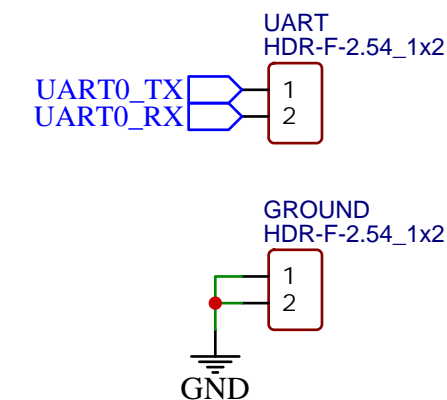 UART
HDR-F-2.54_1x2
UART0_TX
1
UART0_RX
2
GROUND
HDR-F-2.54_1x2
1
2
GND